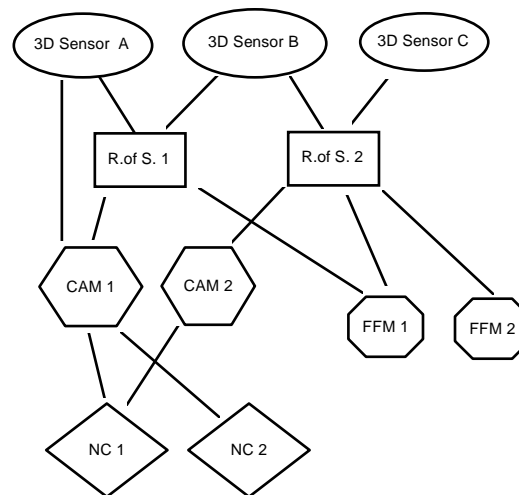 3D Sensor A
3D Sensor B
3D Sensor C
R.of S. 1
R.of S. 2
CAM 1
CAM 2
FFM 1
FFM 2
NC 1
NC 2